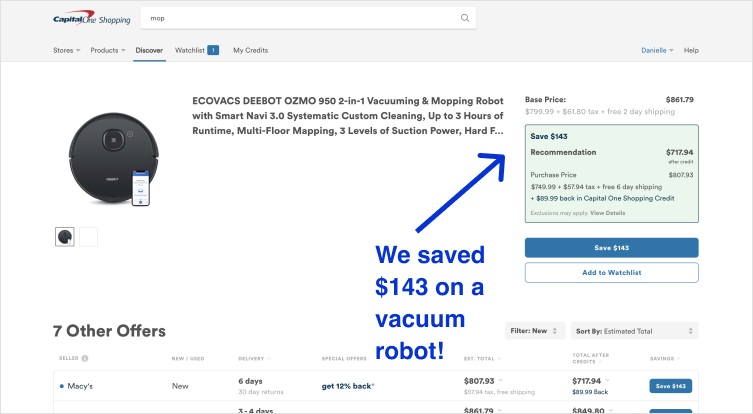 CapitalOne Shopping
mop
Stores Products Discover Watchlist 1 My Credits Danielle Help
ECOVACS DEEBOT OZMO 950 2-in-1 Vacuuming & Mopping Robot
with Smart Navi 3.0 Systematic Custom Cleaning, Up to 3 Hours of
Runtime, Multi-Floor Mapping, 3 Levels of Suction Power, Hard F...
Base Price: $861.79
$799.99 + $61.80 tax + free 2 day shipping
Save $143
Recommendation $717.94
after credit
Purchase Price $807.93
$749.99 + $57.94 tax + free 6 day shipping
+ $89.99 back in Capital One Shopping Credit
Exclusions may apply. View Details
Save $143
Add to Watchlist
We saved
$143 on a
vacuum
robot!
7 Other Offers
Filter: New
Sort By: Estimated Total
SELLER NEW / USED DELIVERY SPECIAL OFFERS EST. TOTAL TOTAL AFTER CREDITS SAVINGS
Macy's New 6 days get 12% back* $807.93 $717.94 Save $143
30 day returns $57.94 tax, free shipping $89.99 Back
3 - 4 days $861.79 $849.80